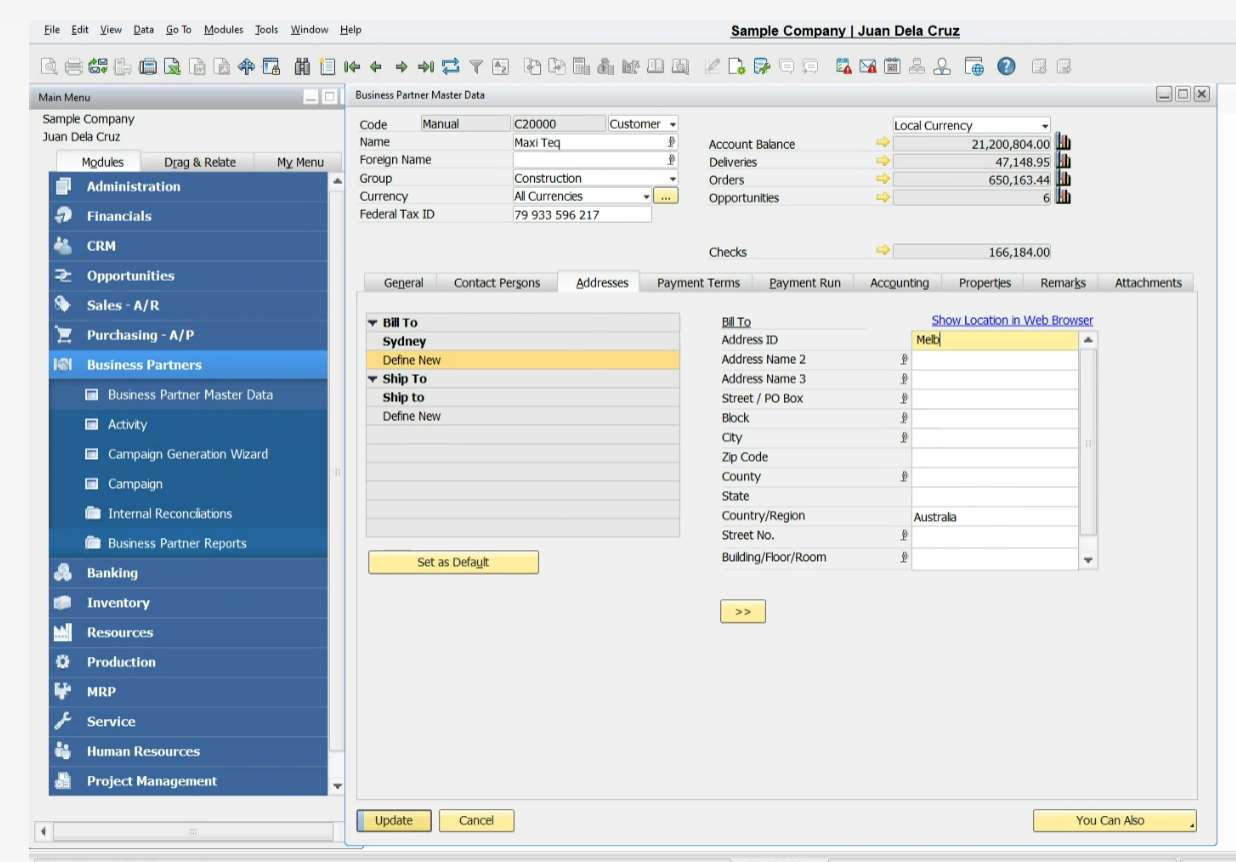 File Edit View Data Go To Modules Tools Window Help
Sample Company | Juan Dela Cruz
Main Menu
Sample Company
Juan Dela Cruz
Modules Drag & Relate My Menu
Administration
Financials
CRM
Opportunities
Sales - A/R
Purchasing - A/P
Business Partners
Business Partner Master Data
Activity
Campaign Generation Wizard
Campaign
Internal Reconciliations
Business Partner Reports
Banking
Inventory
Resources
Production
MRP
Service
Human Resources
Project Management
Business Partner Master Data
Code Manual C20000 Customer
Name Maxi Teq
Foreign Name
Group Construction
Currency All Currencies ...
Federal Tax ID 79 933 596 217
Local Currency
Account Balance 21,200,804.00
Deliveries 47,148.95
Orders 650,163.44
Opportunities 6
Checks 166,184.00
General Contact Persons Addresses Payment Terms Payment Run Accounting Properties Remarks Attachments
Bill To
Sydney
Define New
Ship To
Ship to
Define New
Set as Default
Bill To Show Location in Web Browser
Address ID Melb
Address Name 2
Address Name 3
Street / PO Box
Block
City
Zip Code
County
State
Country/Region Australia
Street No.
Building/Floor/Room
>>
Update Cancel You Can Also